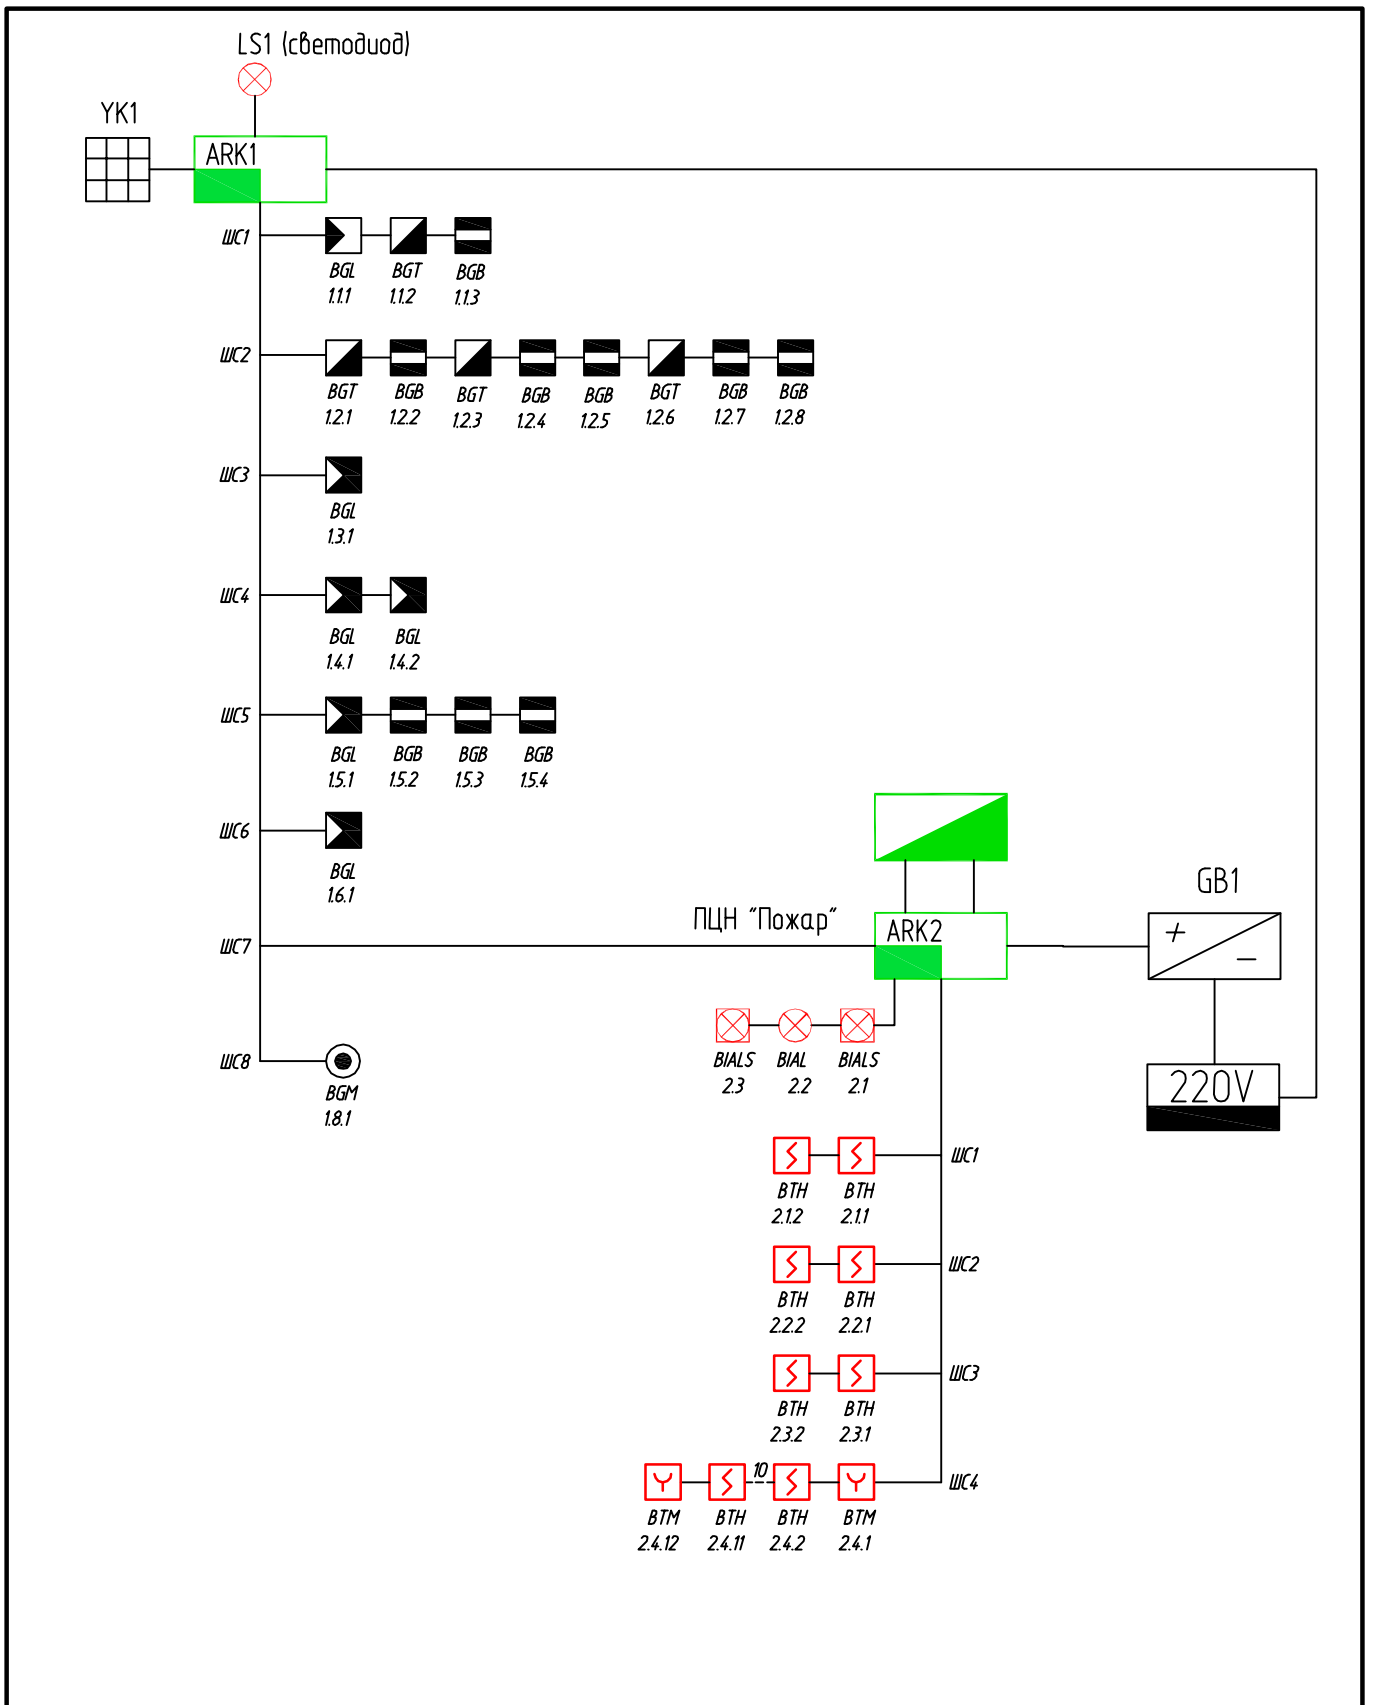 LS1 (светодиод)
YK1
ARK1
ШС1
BGL BGT BGB
1.1.1 1.1.2 1.1.3
ШС2
BGT BGB BGT BGB BGB BGT BGB BGB
1.2.1 1.2.2 1.2.3 1.2.4 1.2.5 1.2.6 1.2.7 1.2.8
ШС3
BGL
1.3.1
ШС4
BGL BGL
1.4.1 1.4.2
ШС5
BGL BGB BGB BGB
1.5.1 1.5.2 1.5.3 1.5.4
ШС6
BGL
1.6.1
GB1
ПЦН "Пожар"
ARK2
+
−
ШС7
ШС8
BGM
1.8.1
BIALS BIAL BIALS
2.3 2.2 2.1
220V
ШС1
BTH BTH
2.1.2 2.1.1
ШС2
BTH BTH
2.2.2 2.2.1
ШС3
BTH BTH
2.3.2 2.3.1
10
ШС4
BTM BTH BTH BTM
2.4.12 2.4.11 2.4.2 2.4.1